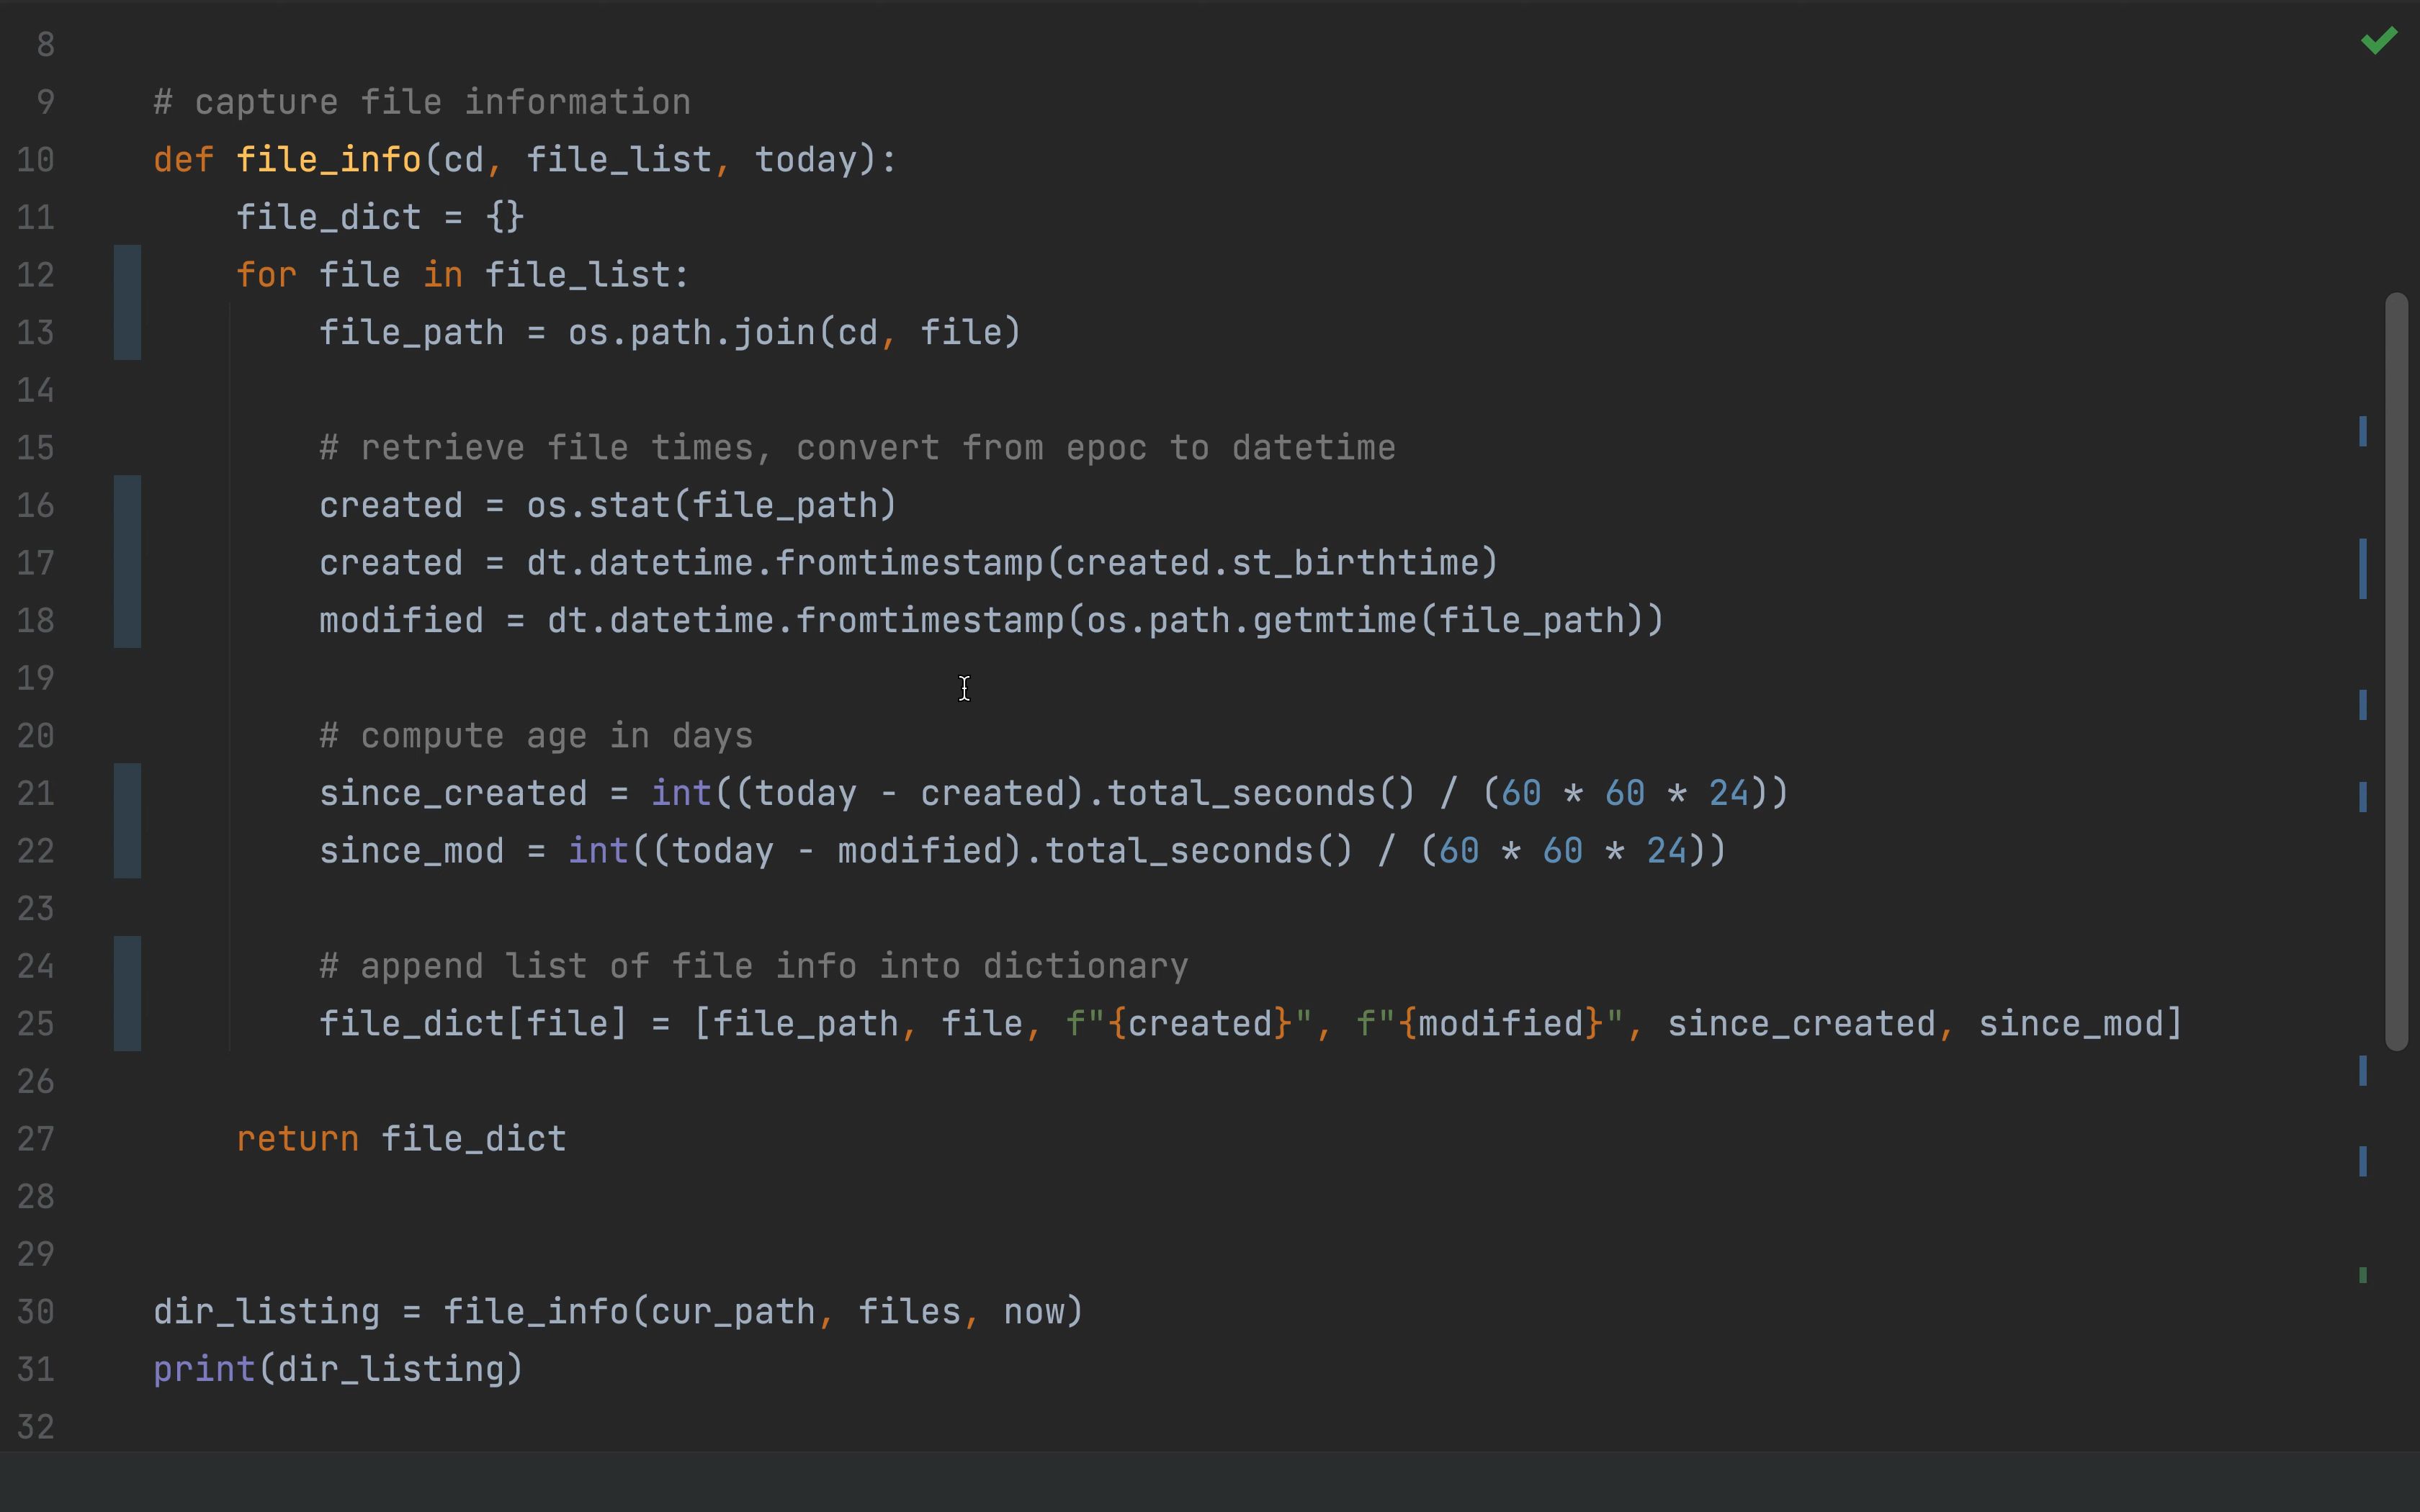 8
9 # capture file information
10 def file_info(cd, file_list, today):
11     file_dict = {}
12     for file in file_list:
13         file_path = os.path.join(cd, file)
14
15         # retrieve file times, convert from epoc to datetime
16         created = os.stat(file_path)
17         created = dt.datetime.fromtimestamp(created.st_birthtime)
18         modified = dt.datetime.fromtimestamp(os.path.getmtime(file_path))
19
20         # compute age in days
21         since_created = int((today - created).total_seconds() / (60 * 60 * 24))
22         since_mod = int((today - modified).total_seconds() / (60 * 60 * 24))
23
24         # append list of file info into dictionary
25         file_dict[file] = [file_path, file, f"{created}", f"{modified}", since_created, since_mod]
26
27     return file_dict
28
29
30 dir_listing = file_info(cur_path, files, now)
31 print(dir_listing)
32